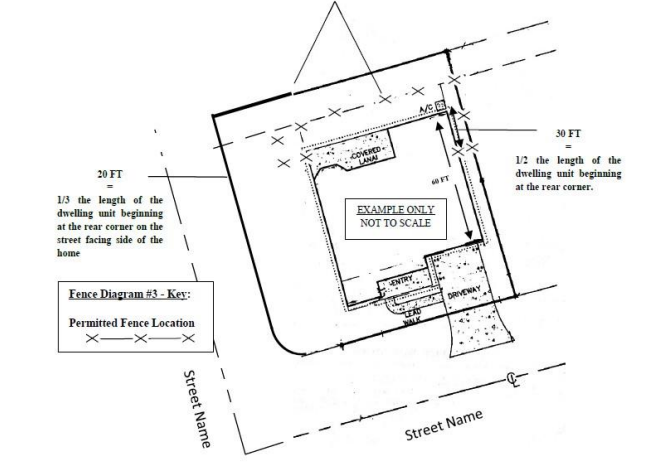 A/C
COVERED
LANAI
30 FT
=
1/2 the length of the
dwelling unit beginning
at the rear corner.
20 FT
=
1/3 the length of the
dwelling unit beginning
at the rear corner on the
street facing side of the
home
60 FT
EXAMPLE ONLY
NOT TO SCALE
ENTRY
DRIVEWAY
LEAD
WALK
Fence Diagram #3 - Key:
Permitted Fence Location
Street Name
Street Name
CL